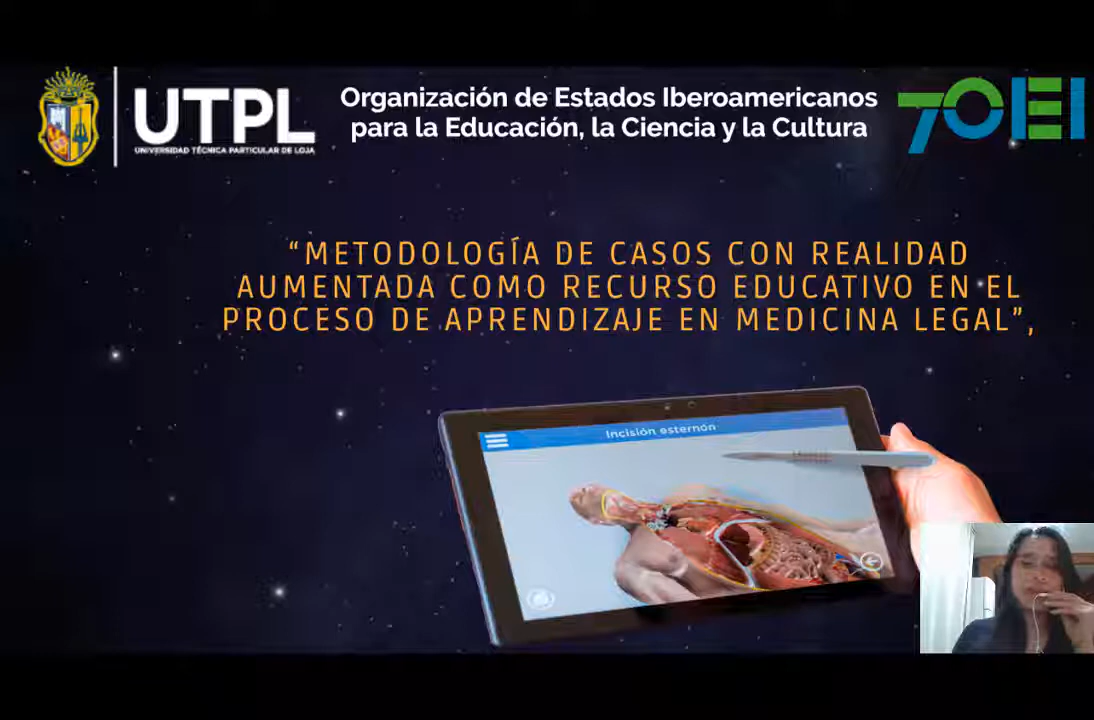 UTPL
UNIVERSIDAD TÉCNICA PARTICULAR DE LOJA
Organización de Estados Iberoamericanos
para la Educación, la Ciencia y la Cultura
70EI
“METODOLOGÍA DE CASOS CON REALIDAD
AUMENTADA COMO RECURSO EDUCATIVO EN EL
PROCESO DE APRENDIZAJE EN MEDICINA LEGAL”,
Incisión esternón